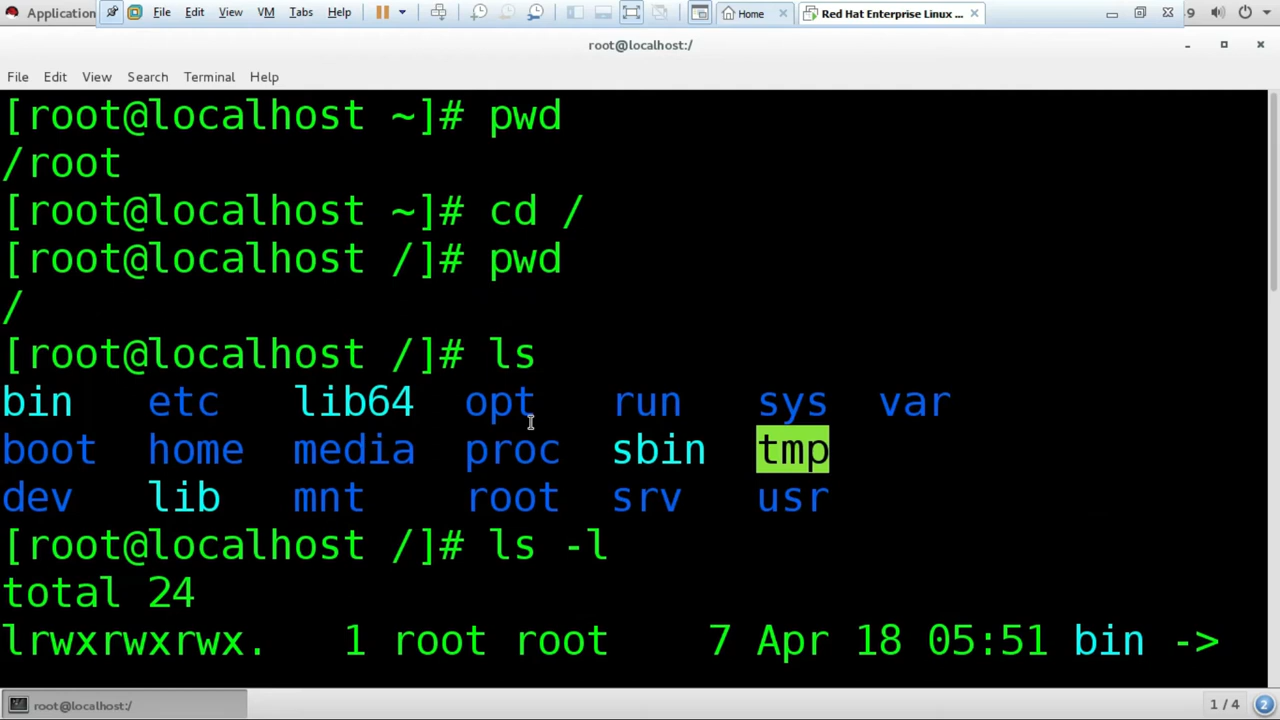 Application File Edit View VM Tabs Help Home Red Hat Enterprise Linux ... 9
root@localhost:/
File Edit View Search Terminal Help
[root@localhost ~]# pwd
/root
[root@localhost ~]# cd /
[root@localhost /]# pwd
/
[root@localhost /]# ls
bin etc lib64 opt run sys var
boot home media proc sbin tmp
dev lib mnt root srv usr
[root@localhost /]# ls -l
total 24
lrwxrwxrwx. 1 root root 7 Apr 18 05:51 bin ->
root@localhost:/ 1 / 4 2